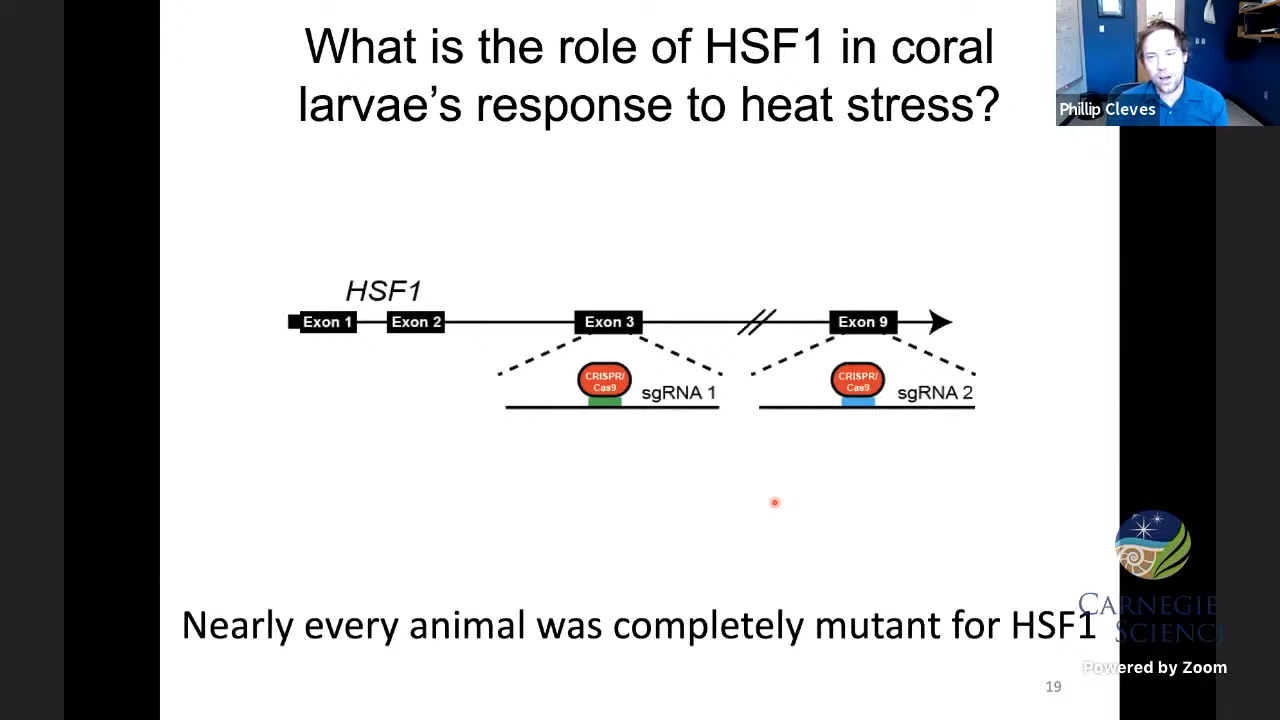 What is the role of HSF1 in coral
larvae's response to heat stress?
Phillip Cleves
HSF1
Exon 1
Exon 2
Exon 3
Exon 9
CRISPR/
Cas9
sgRNA 1
CRISPR/
Cas9
sgRNA 2
Nearly every animal was completely mutant for HSF1
CARNEGIE
SCIENCE
Powered by Zoom
19